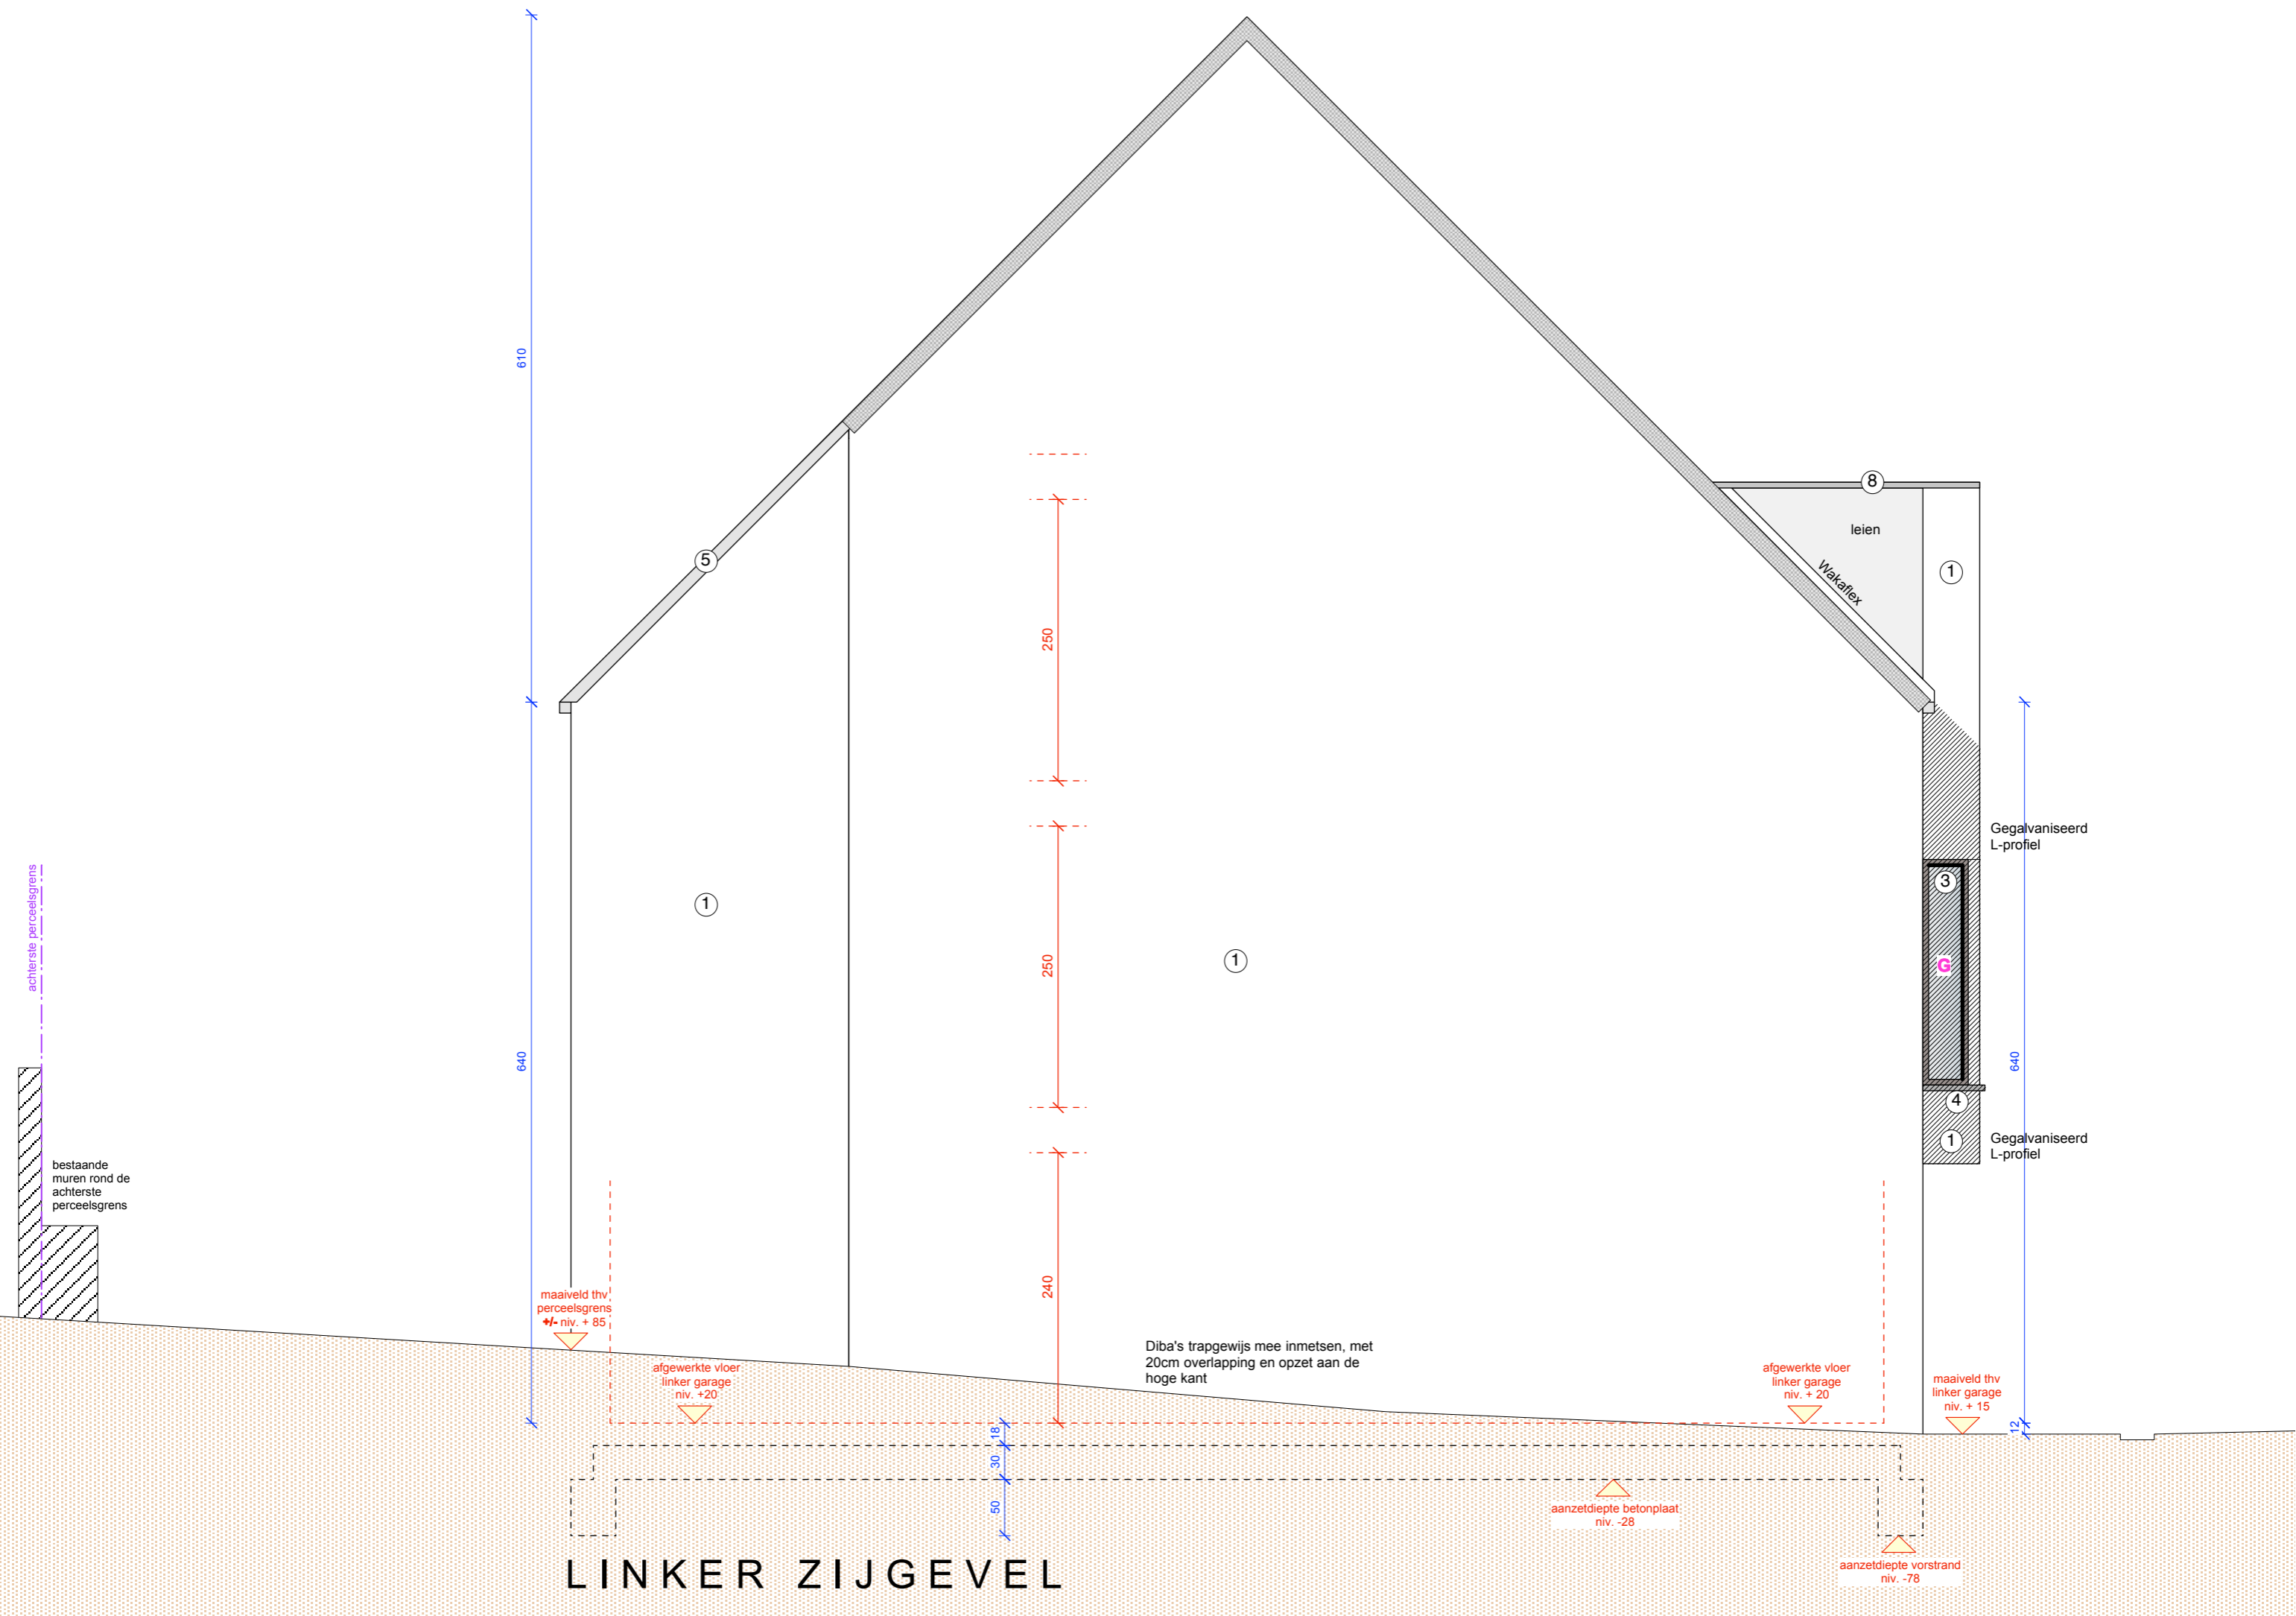 610
5
8
leien
Wakaflex
1
250
640
achterste perceelsgrens
bestaande
muren rond de
achterste
perceelsgrens
1
250
1
Gegalvaniseerd
L-profiel
3
G
4
1
Gegalvaniseerd
L-profiel
640
240
maaiveld thv
perceelsgrens
+/- niv. + 85
afgewerkte vloer
linker garage
niv. +20
Diba's trapgewijs mee inmetsen, met
20cm overlapping en opzet aan de
hoge kant
afgewerkte vloer
linker garage
niv. + 20
maaiveld thv
linker garage
niv. + 15
12
18
30
50
aanzetdiepte betonplaat
niv. -28
aanzetdiepte vorstrand
niv. -78
LINKER ZIJGEVEL